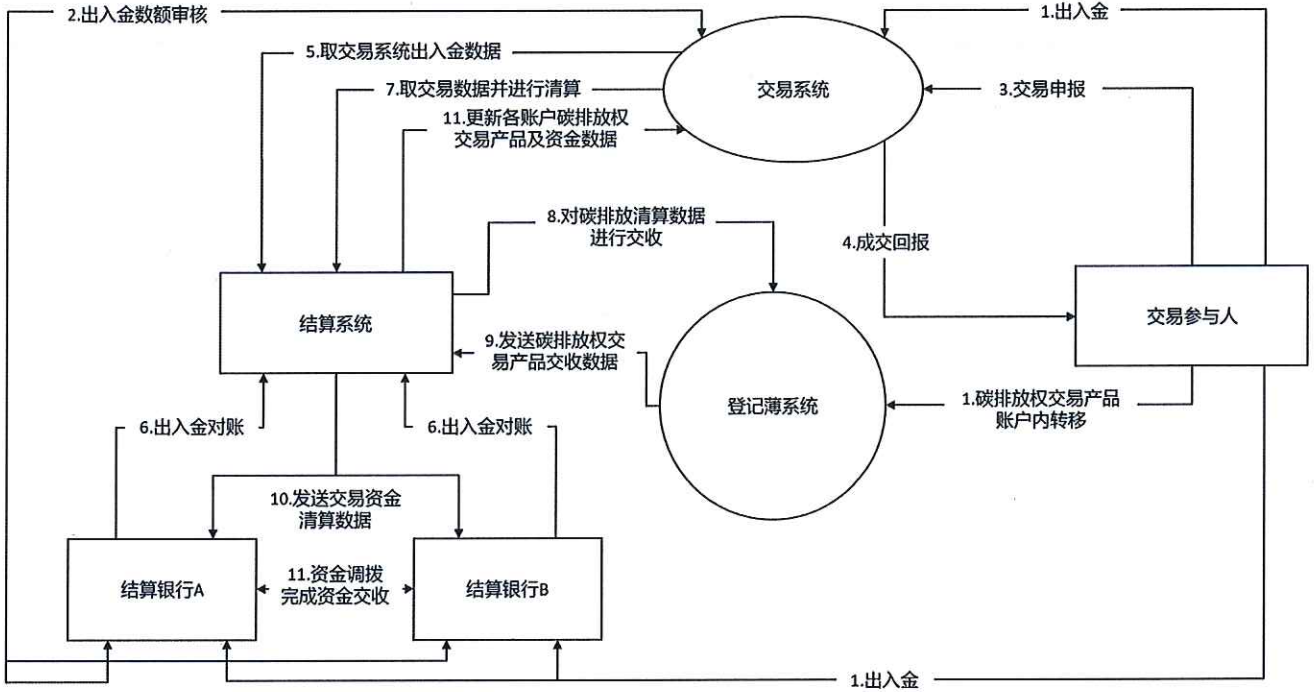 2.出入金数额审核
1.出入金
5.取交易系统出入金数据
7.取交易数据并进行清算
交易系统
3.交易申报
11.更新各账户碳排放权
交易产品及资金数据
8.对碳排放清算数据
进行交收
4.成交回报
结算系统
交易参与人
9.发送碳排放权交
易产品交收数据
登记薄系统
1.碳排放权交易产品
账户内转移
6.出入金对账
6.出入金对账
10.发送交易资金
清算数据
结算银行A
11.资金调拨
完成资金交收
结算银行B
1.出入金